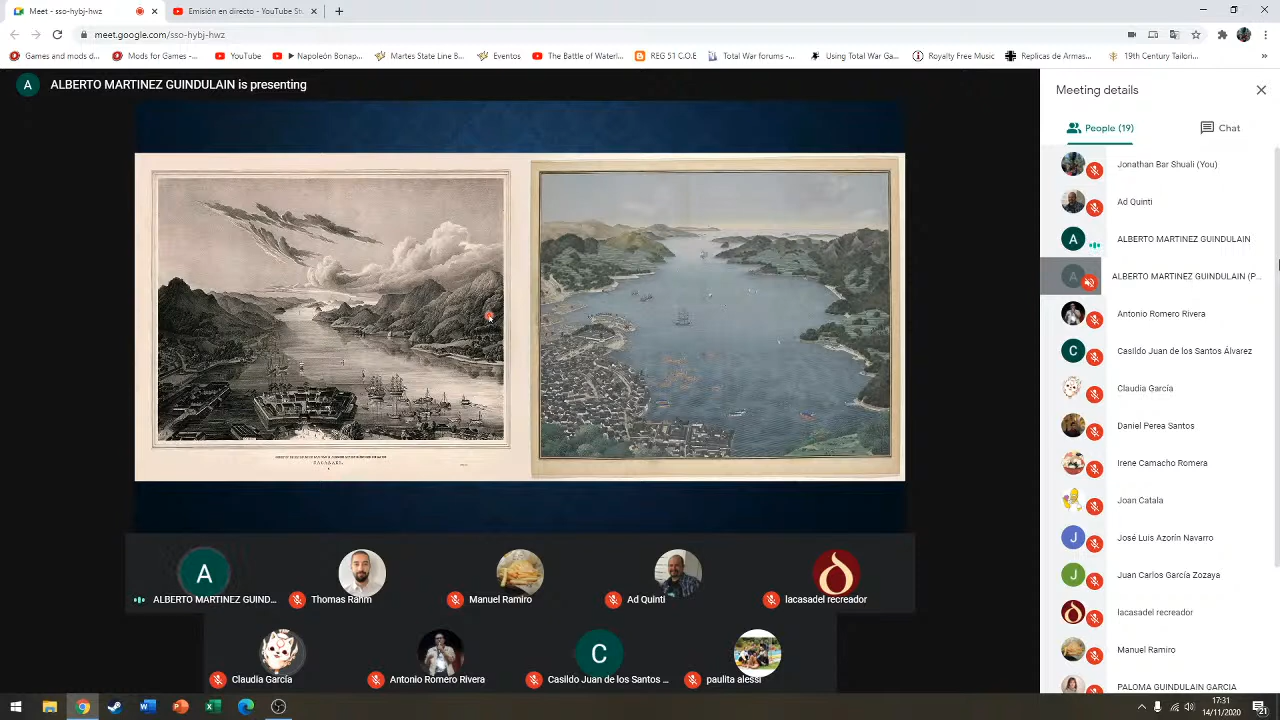 Meet - sso-hybj-hwz
Emisión en directo - YouTube St
meet.google.com/sso-hybj-hwz
Games and mods d...
Mods for Games -...
YouTube
Napoleón Bonap...
Martes State Line B...
Eventos
The Battle of Waterl...
REG 51 C.O.E
Total War forums -...
Using Total War Ga...
Royalty Free Music
Replicas de Armas...
19th Century Tailori...
A
ALBERTO MARTINEZ GUINDULAIN is presenting
Meeting details
People (19)
Chat
Jonathan Bar Shuali (You)
Ad Quinti
A
ALBERTO MARTINEZ GUINDULAIN
A
ALBERTO MARTINEZ GUINDULAIN (P...
Antonio Romero Rivera
C
Casildo Juan de los Santos Álvarez
Claudia García
Daniel Perea Santos
Irene Camacho Romera
Joan Catala
J
José Luis Azorín Navarro
J
Juan Carlos García Zozaya
lacasadel recreador
Manuel Ramiro
PALOMA GUINDULAIN GARCIA
A
ALBERTO MARTINEZ GUIND...
Thomas Rahm
Manuel Ramiro
Ad Quinti
lacasadel recreador
Claudia García
Antonio Romero Rivera
C
Casildo Juan de los Santos ...
paulita alessi
17:31
14/11/2020